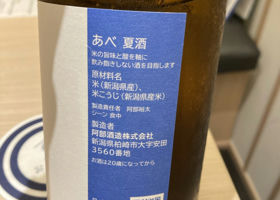 あべ 夏酒
米の旨味と酸を軸に
飲み飽きしない酒を目指します
原材料名
米(新潟県産)、
米こうじ(新潟県産米)
製造責任者 阿部裕太
シーン 食中
製造者
阿部酒造株式会社
新潟県柏崎市大字安田
3560番地
お酒は20歳になってから